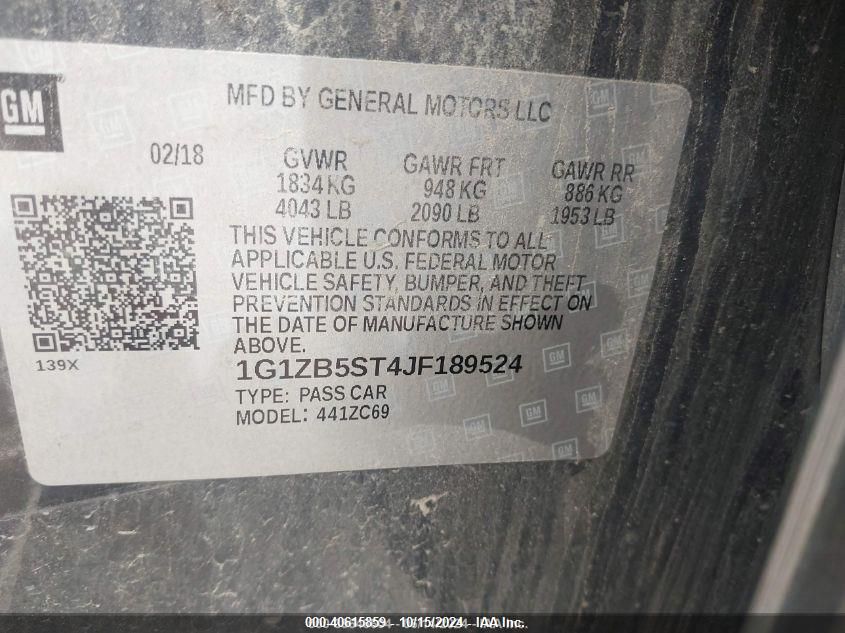 GM
MFD BY GENERAL MOTORS LLC
02/18
GVWR GAWR FRT GAWR RR
1834 KG 948 KG 886 KG
4043 LB 2090 LB 1953 LB
THIS VEHICLE CONFORMS TO ALL
APPLICABLE U.S. FEDERAL MOTOR
VEHICLE SAFETY, BUMPER, AND THEFT
PREVENTION STANDARDS IN EFFECT ON
THE DATE OF MANUFACTURE SHOWN
ABOVE.
139X
1G1ZB5ST4JF189524
TYPE: PASS CAR
MODEL: 441ZC69
000-40615859 - 10/15/2024 - IAA Inc.